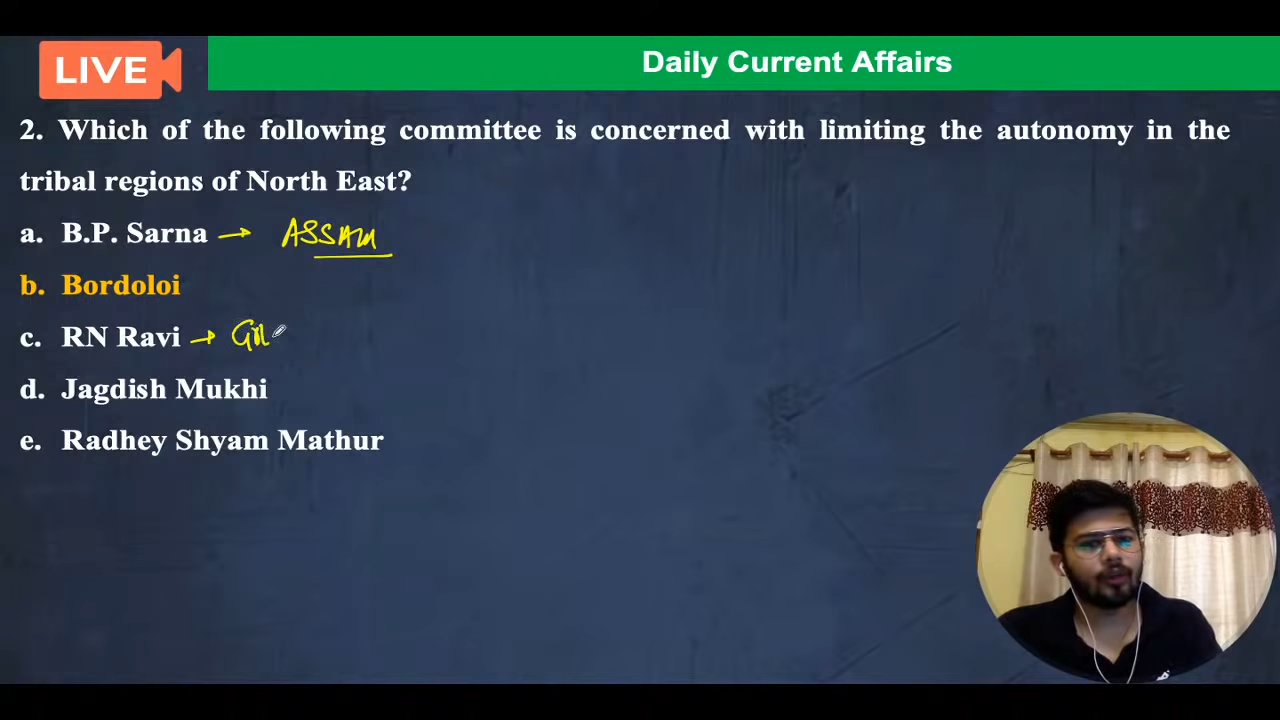 LIVE
Daily Current Affairs
2. Which of the following committee is concerned with limiting the autonomy in the
tribal regions of North East?
a. B.P. Sarna → ASSAM
b. Bordoloi
c. RN Ravi →
d. Jagdish Mukhi
e. Radhey Shyam Mathur